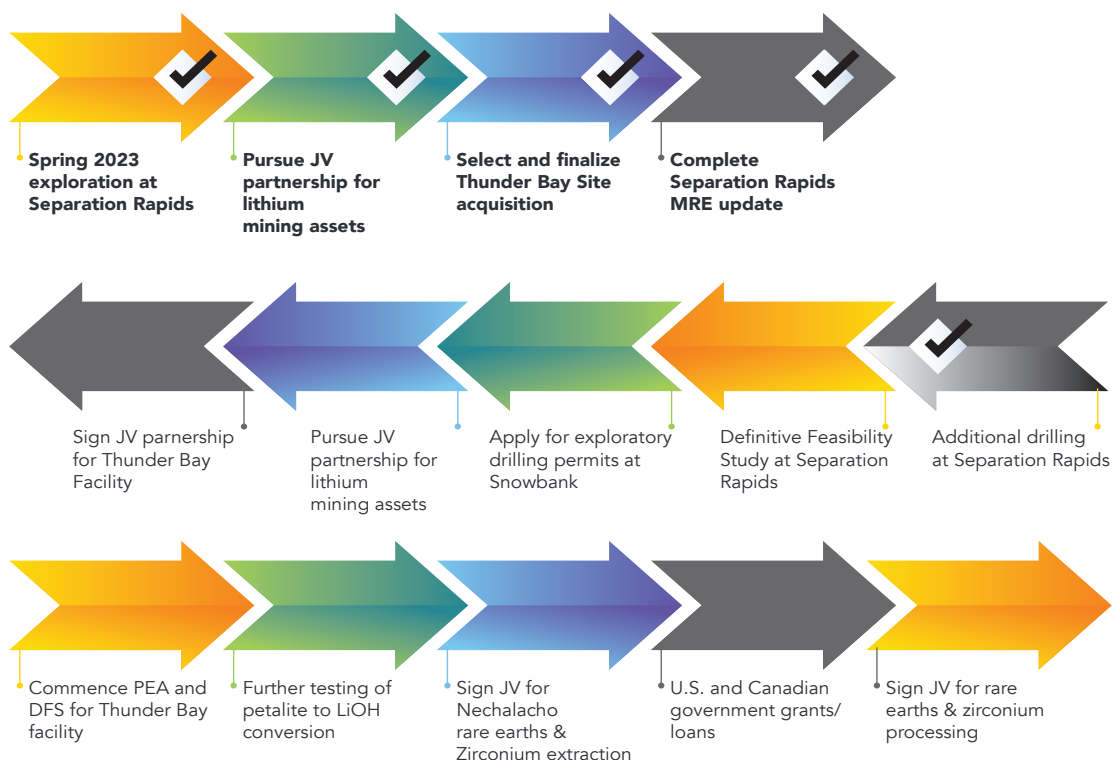 Spring 2023
exploration at
Separation Rapids
Pursue JV
partnership for
lithium
mining assets
Select and finalize
Thunder Bay Site
acquisition
Complete
Separation Rapids
MRE update
Sign JV parnership
for Thunder Bay
Facility
Pursue JV
partnership for
lithium
mining assets
Apply for exploratory
drilling permits at
Snowbank
Definitive Feasibility
Study at Separation
Rapids
Additional drilling
at Separation Rapids
Commence PEA and
DFS for Thunder Bay
facility
Further testing of
petalite to LiOH
conversion
Sign JV for
Nechalacho
rare earths &
Zirconium extraction
U.S. and Canadian
government grants/
loans
Sign JV for rare
earths & zirconium
processing